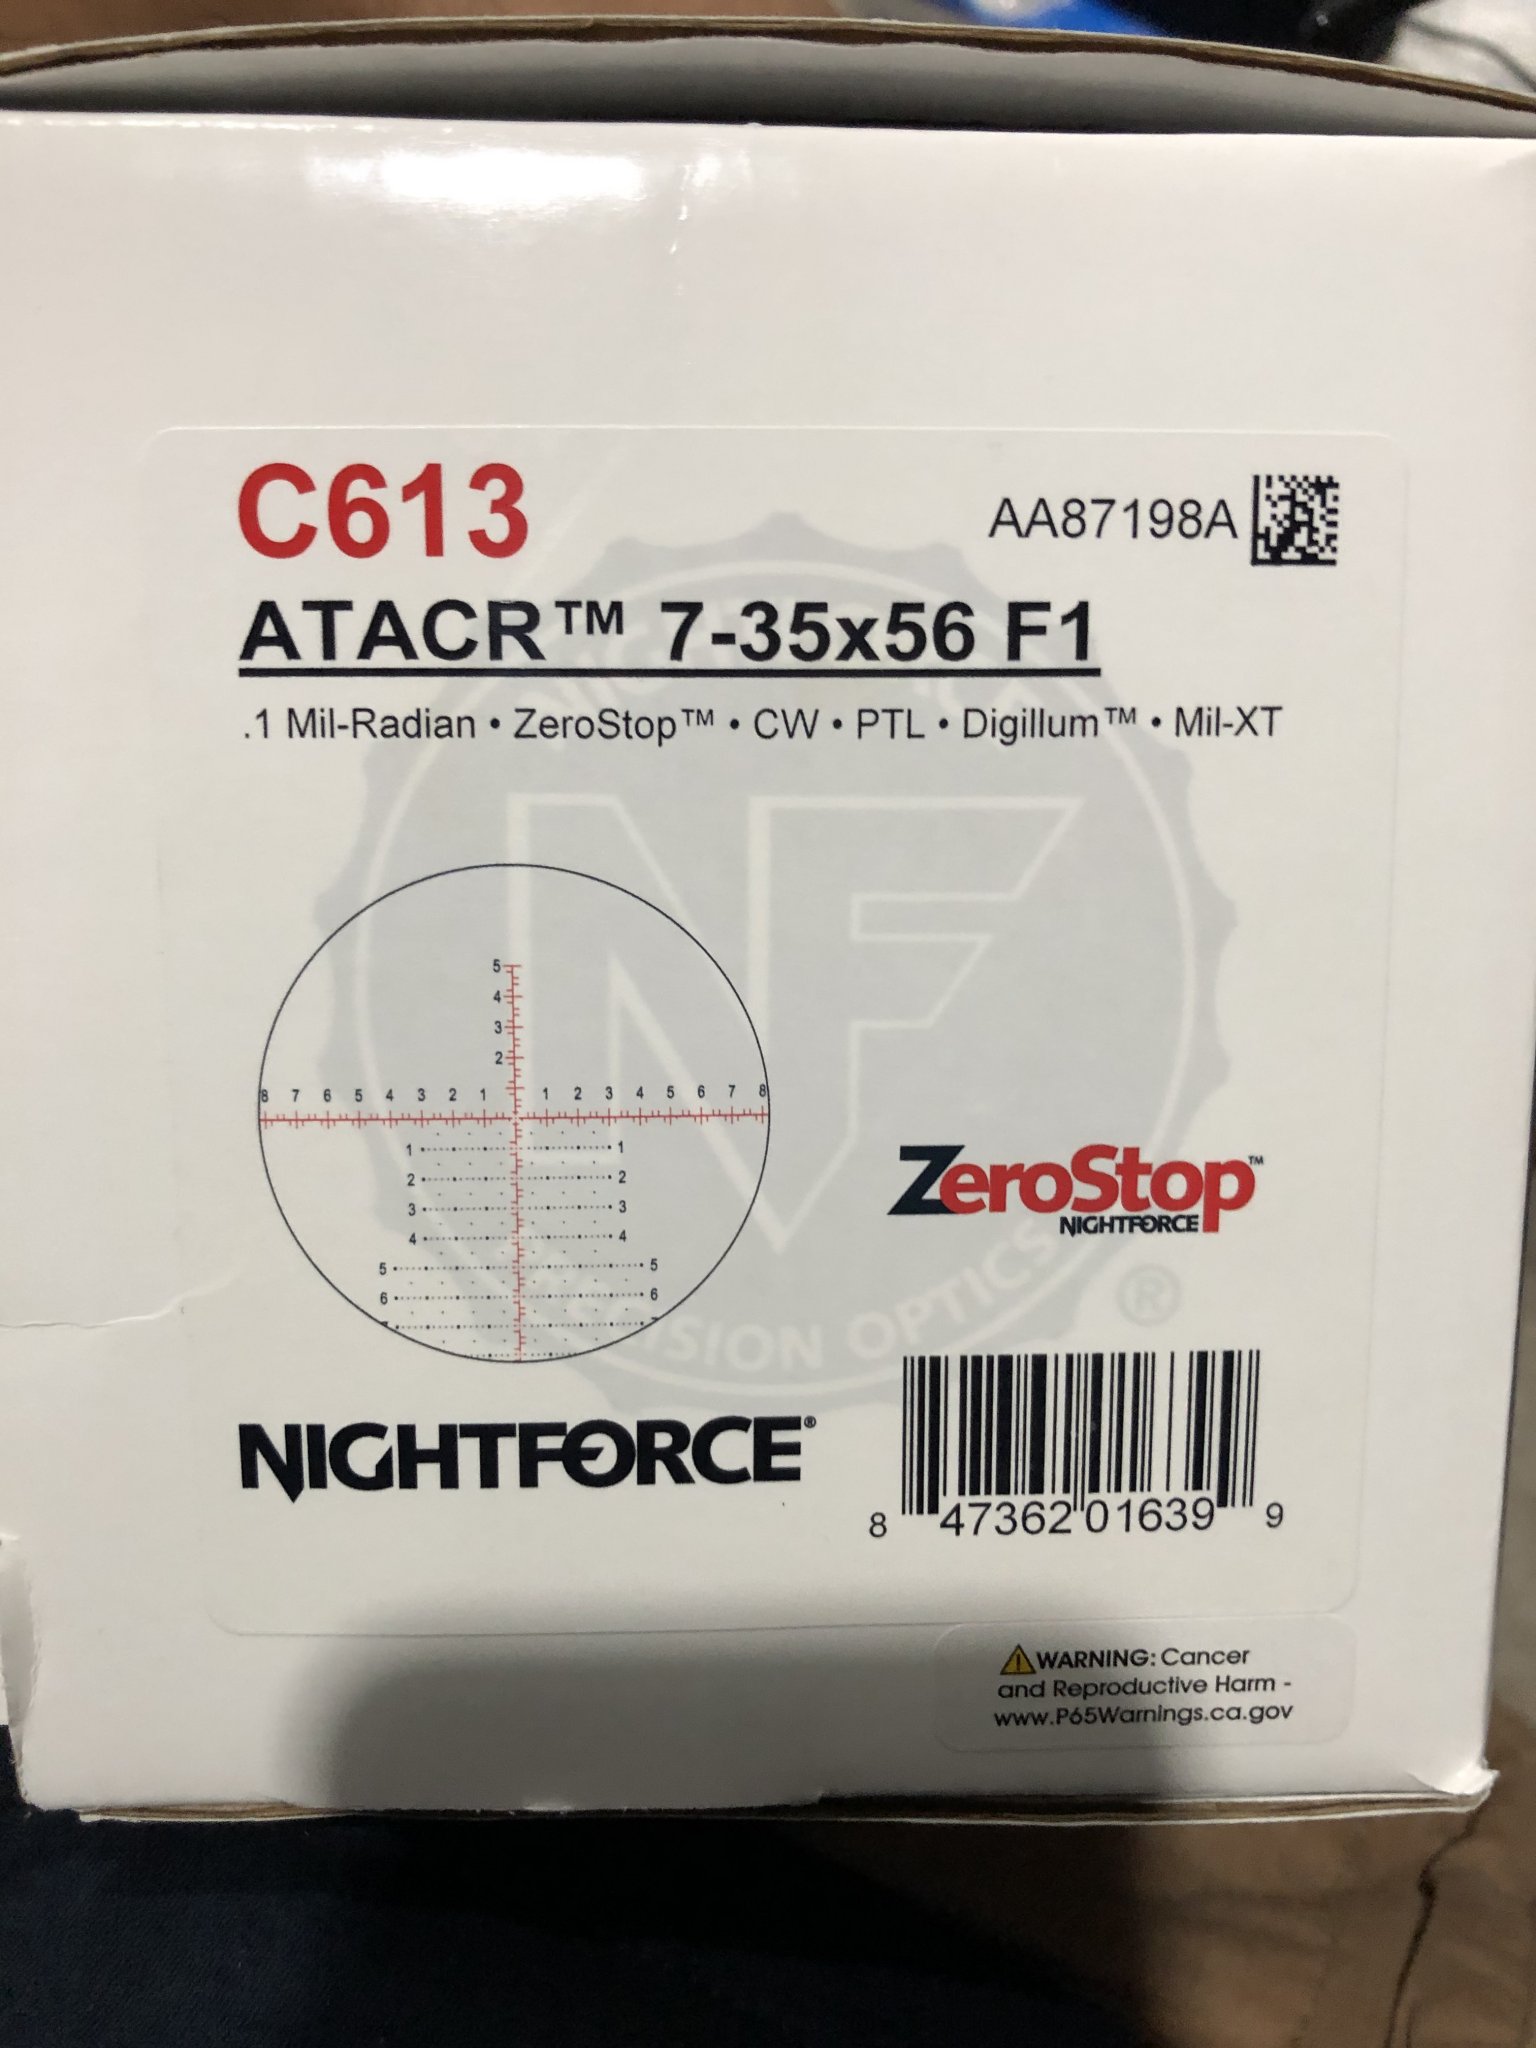 C613
AA87198A
ATACR™ 7-35x56 F1
.1 Mil-Radian • ZeroStop™ • CW • PTL • Digillum™ • Mil-XT
5
4
3
2
8 7 6 5 4 3 2 1 1 2 3 4 5 6 7 8
1 1
2 2
3 3
4 4
5 5
6 6
NF
OPTICS
®
ZeroStop™
NIGHTFORCE
NIGHTFORCE®
8 47362 01639 9
WARNING: Cancer
and Reproductive Harm -
www.P65Warnings.ca.gov